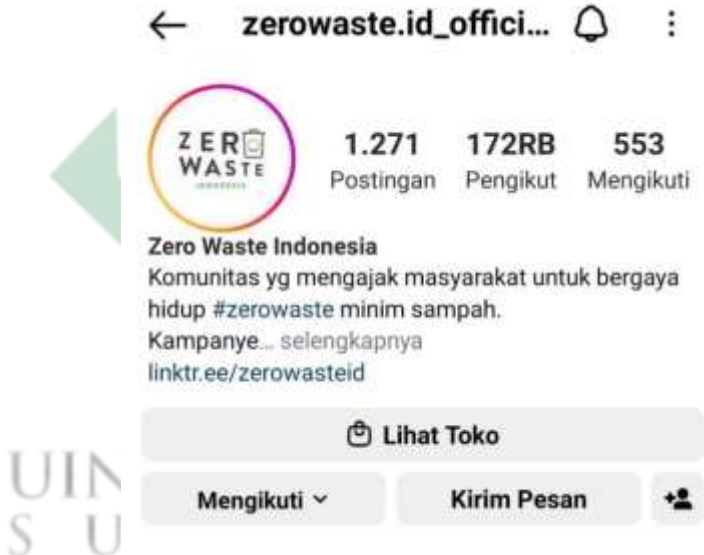 zerowaste.id_offici...
ZERO
WASTE
INDONESIA
1.271 172RB 553
Postingan Pengikut Mengikuti
Zero Waste Indonesia
Komunitas yg mengajak masyarakat untuk bergaya
hidup #zerowaste minim sampah.
Kampanye... selengkapnya
linktr.ee/zerowasteid
Lihat Toko
Mengikuti Kirim Pesan
UIN
S U